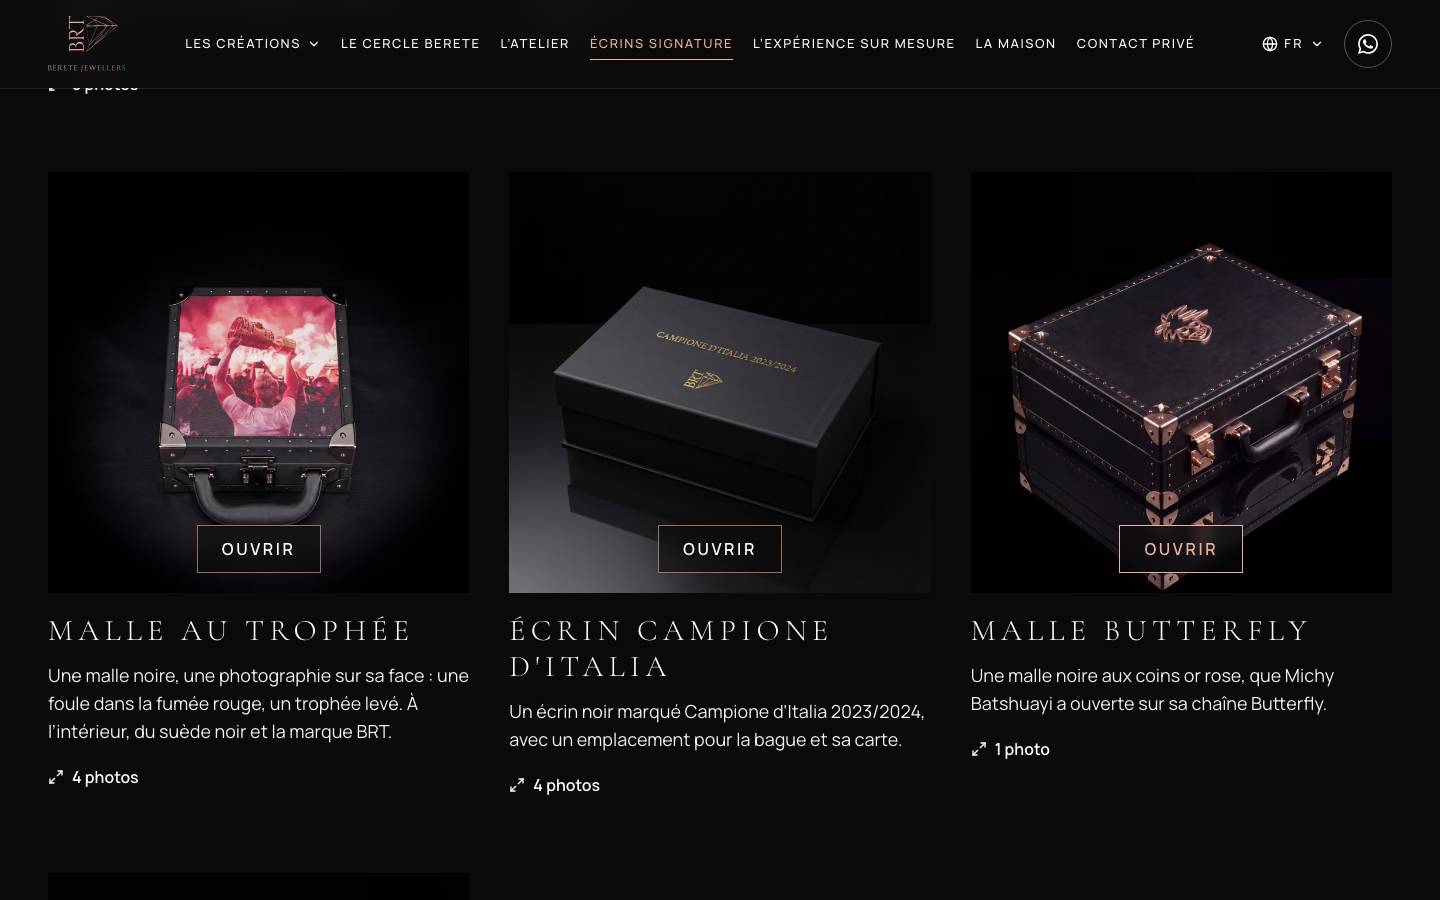 BRT
BERETE JEWELLERS
LES CRÉATIONS
LE CERCLE BERETE
L'ATELIER
ÉCRINS SIGNATURE
L'EXPÉRIENCE SUR MESURE
LA MAISON
CONTACT PRIVÉ
FR
photos
CAMPIONE D'ITALIA 2023/2024
BRT
OUVRIR
OUVRIR
OUVRIR
MALLE AU TROPHÉE
Une malle noire, une photographie sur sa face : une
foule dans la fumée rouge, un trophée levé. À
l’intérieur, du suède noir et la marque BRT.
4 photos
ÉCRIN CAMPIONE
D'ITALIA
Un écrin noir marqué Campione d'Italia 2023/2024,
avec un emplacement pour la bague et sa carte.
4 photos
MALLE BUTTERFLY
Une malle noire aux coins or rose, que Michy
Batshuayi a ouverte sur sa chaîne Butterfly.
1 photo